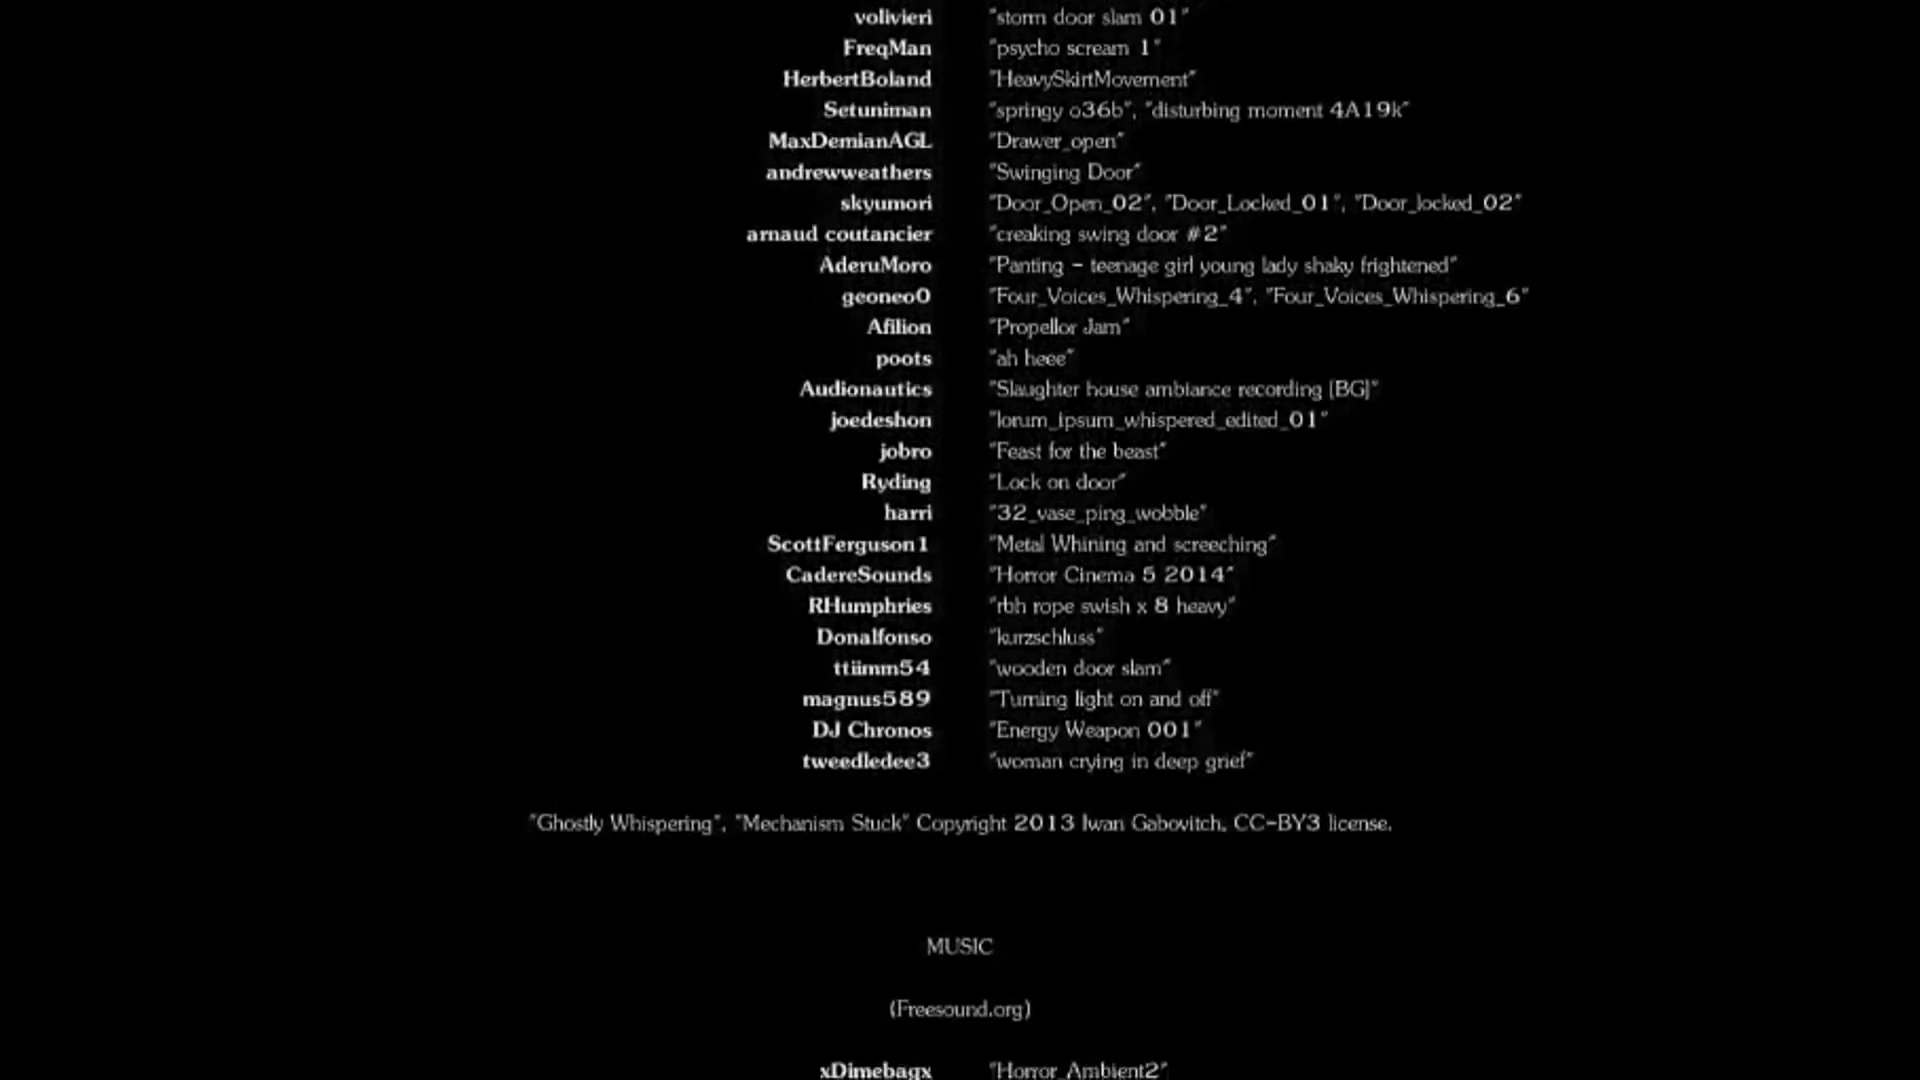 volivieri "storm door slam 01"
FreqMan "psycho scream 1"
HerbertBoland "HeavySkirtMovement"
Setuniman "springy o36b", "disturbing moment 4A19k"
MaxDemianAGL "Drawer_open"
andrewweathers "Swinging Door"
skyumori "Door_Open_02", "Door_Locked_01", "Door_locked_02"
arnaud coutancier "creaking swing door #2"
AderuMoro "Panting - teenage girl young lady shaky frightened"
geoneo0 "Four_Voices_Whispering_4", "Four_Voices_Whispering_6"
Afilion "Propellor Jam"
poots "ah heee"
Audionautics "Slaughter house ambiance recording [BG]"
joedeshon "lorum_ipsum_whispered_edited_01"
jobro "Feast for the beast"
Ryding "Lock on door"
harri "32_vase_ping_wobble"
ScottFerguson1 "Metal Whining and screeching"
CadereSounds "Horror Cinema 5 2014"
RHumphries "rbh rope swish x 8 heavy"
Donalfonso "kurzschluss"
ttiimm54 "wooden door slam"
magnus589 "Turning light on and off"
DJ Chronos "Energy Weapon 001"
tweedledee3 "woman crying in deep grief"
"Ghostly Whispering", "Mechanism Stuck" Copyright 2013 Iwan Gabovitch, CC-BY3 license.
MUSIC
(Freesound.org)
xDimebagx "Horror_Ambient2"